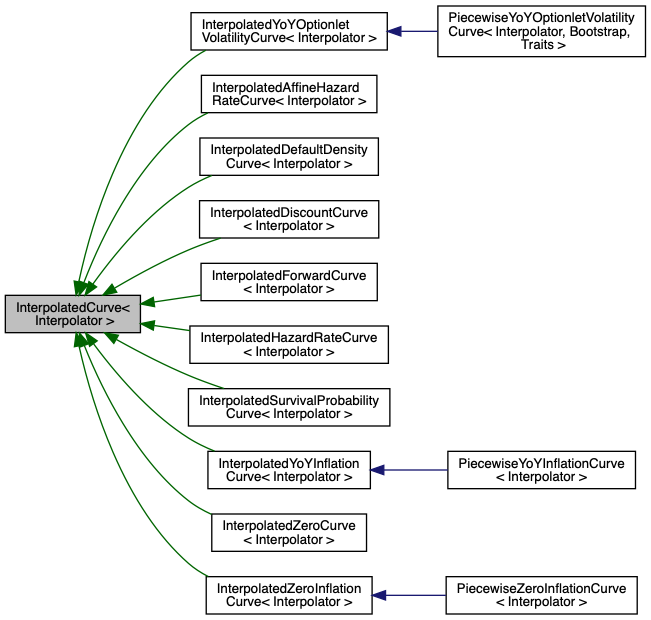 InterpolatedYoYOptionlet
VolatilityCurve< Interpolator >
PiecewiseYoYOptionletVolatility
Curve< Interpolator, Bootstrap,
Traits >
InterpolatedAffineHazard
RateCurve< Interpolator >
InterpolatedDefaultDensity
Curve< Interpolator >
InterpolatedDiscountCurve
< Interpolator >
InterpolatedForwardCurve
< Interpolator >
InterpolatedCurve<
Interpolator >
InterpolatedHazardRateCurve
< Interpolator >
InterpolatedSurvivalProbability
Curve< Interpolator >
InterpolatedYoYInflation
Curve< Interpolator >
PiecewiseYoYInflationCurve
< Interpolator >
InterpolatedZeroCurve
< Interpolator >
InterpolatedZeroInflation
Curve< Interpolator >
PiecewiseZeroInflationCurve
< Interpolator >